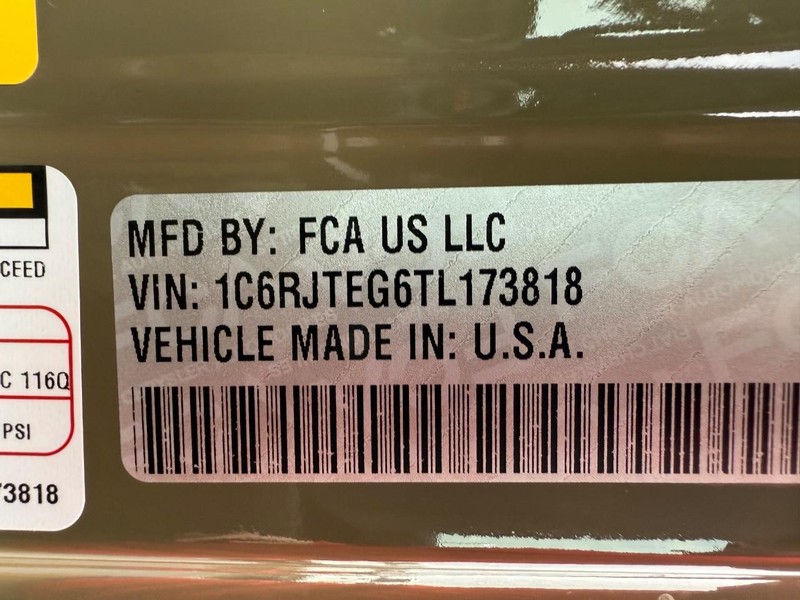 MFD BY: FCA US LLC
VIN: 1C6RJTEG6TL173818
VEHICLE MADE IN: U.S.A.
CEED
C 116Q
PSI
73818